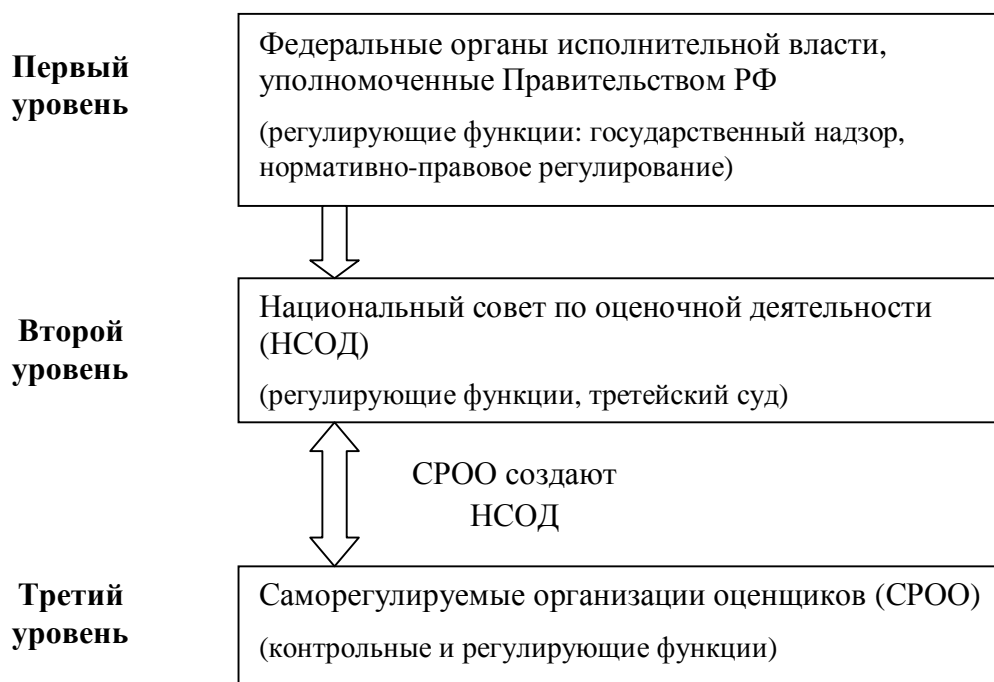 Первый
уровень
Федеральные органы исполнительной власти,
уполномоченные Правительством РФ
(регулирующие функции: государственный надзор,
нормативно-правовое регулирование)
Второй
уровень
Национальный совет по оценочной деятельности
(НСОД)
(регулирующие функции, третейский суд)
СРОО создают
НСОД
Третий
уровень
Саморегулируемые организации оценщиков (СРОО)
(контрольные и регулирующие функции)